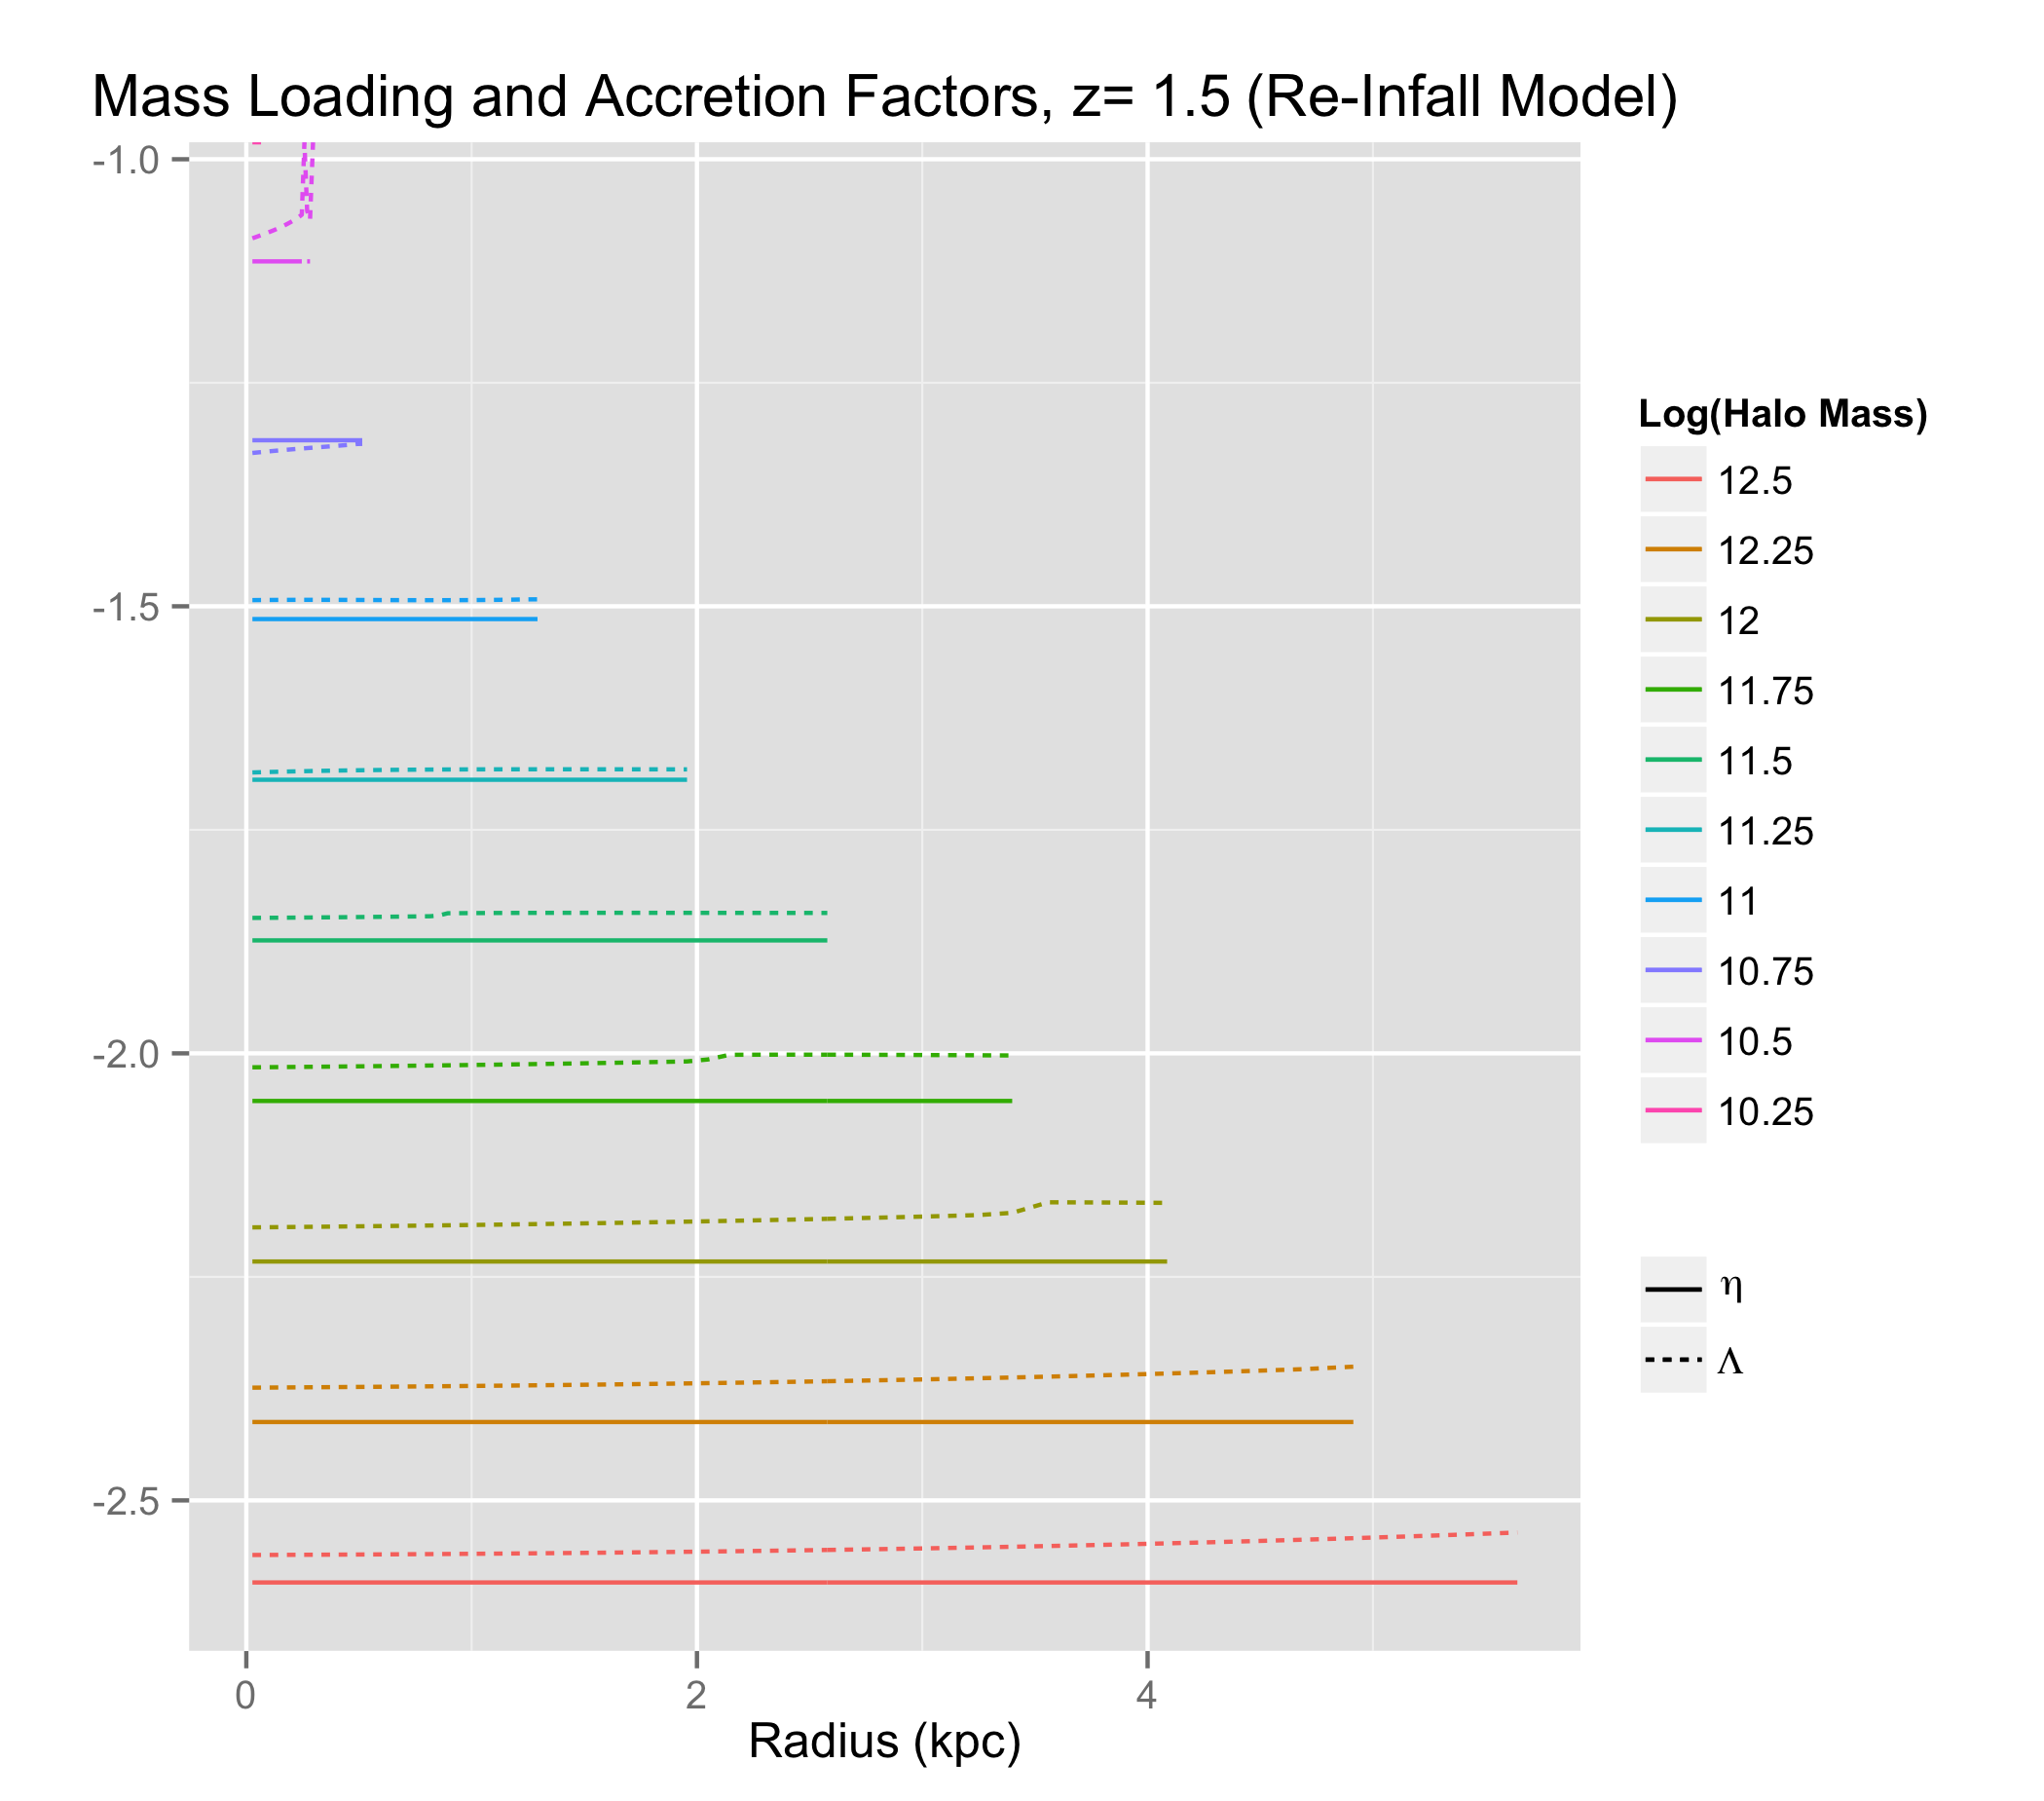 Mass Loading and Accretion Factors, z= 1.5 (Re-Infall Model)
-1.0
-1.5
-2.0
-2.5
0 2 4
Radius (kpc)
Log(Halo Mass)
12.5
12.25
12
11.75
11.5
11.25
11
10.75
10.5
10.25
η
Λ